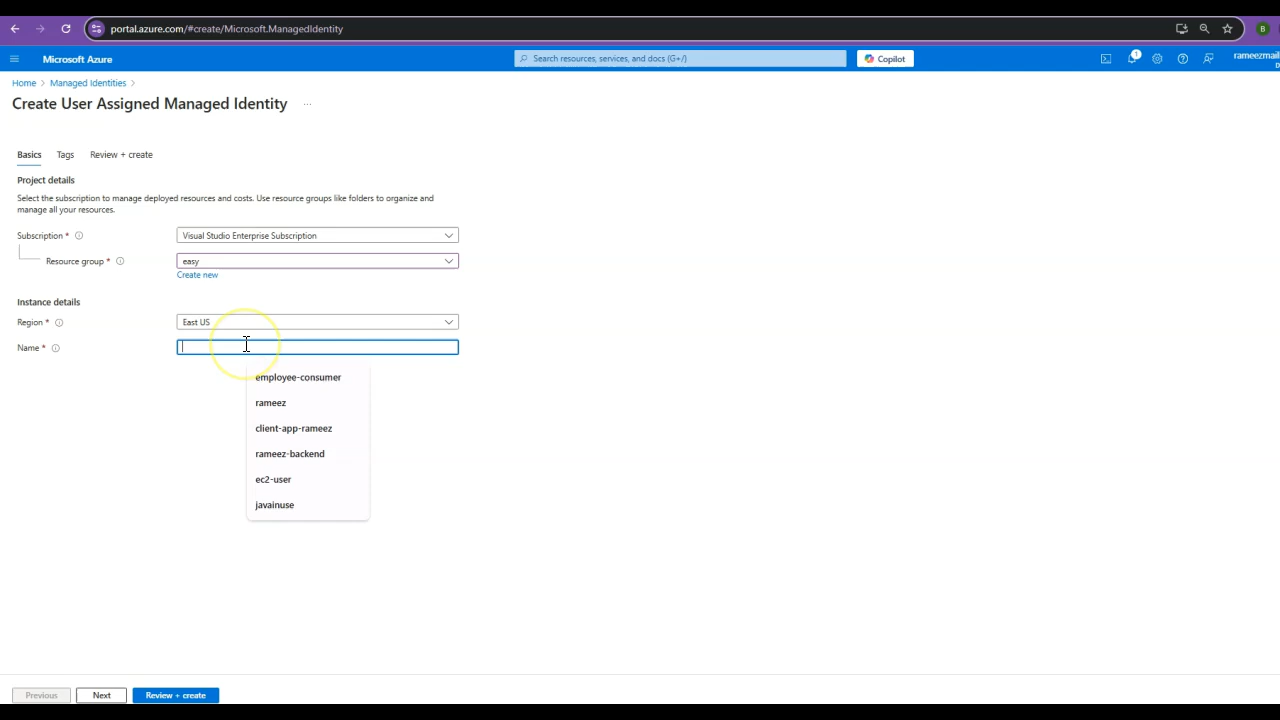 portal.azure.com/#create/Microsoft.ManagedIdentity
B
Microsoft Azure
Search resources, services, and docs (G+/)
Copilot
1
rameezmail
Home > Managed Identities >
Create User Assigned Managed Identity ...
Basics Tags Review + create
Project details
Select the subscription to manage deployed resources and costs. Use resource groups like folders to organize and
manage all your resources.
Subscription *
Visual Studio Enterprise Subscription
Resource group *
easy
Create new
Instance details
Region *
East US
Name *
employee-consumer
rameez
client-app-rameez
rameez-backend
ec2-user
javainuse
Previous Next Review + create